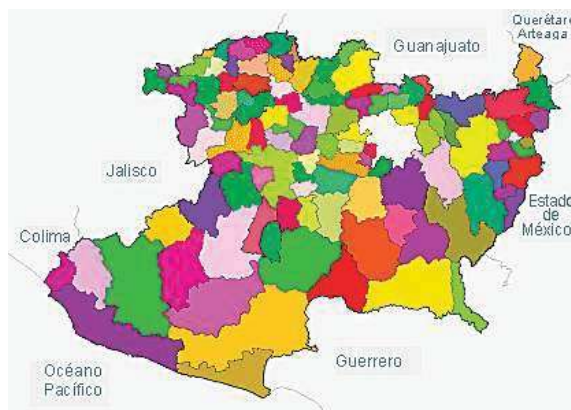 Querétaro
Arteaga
Guanajuato
Jalisco
Estado
de
México
Colima
Océano
Pacífico
Guerrero